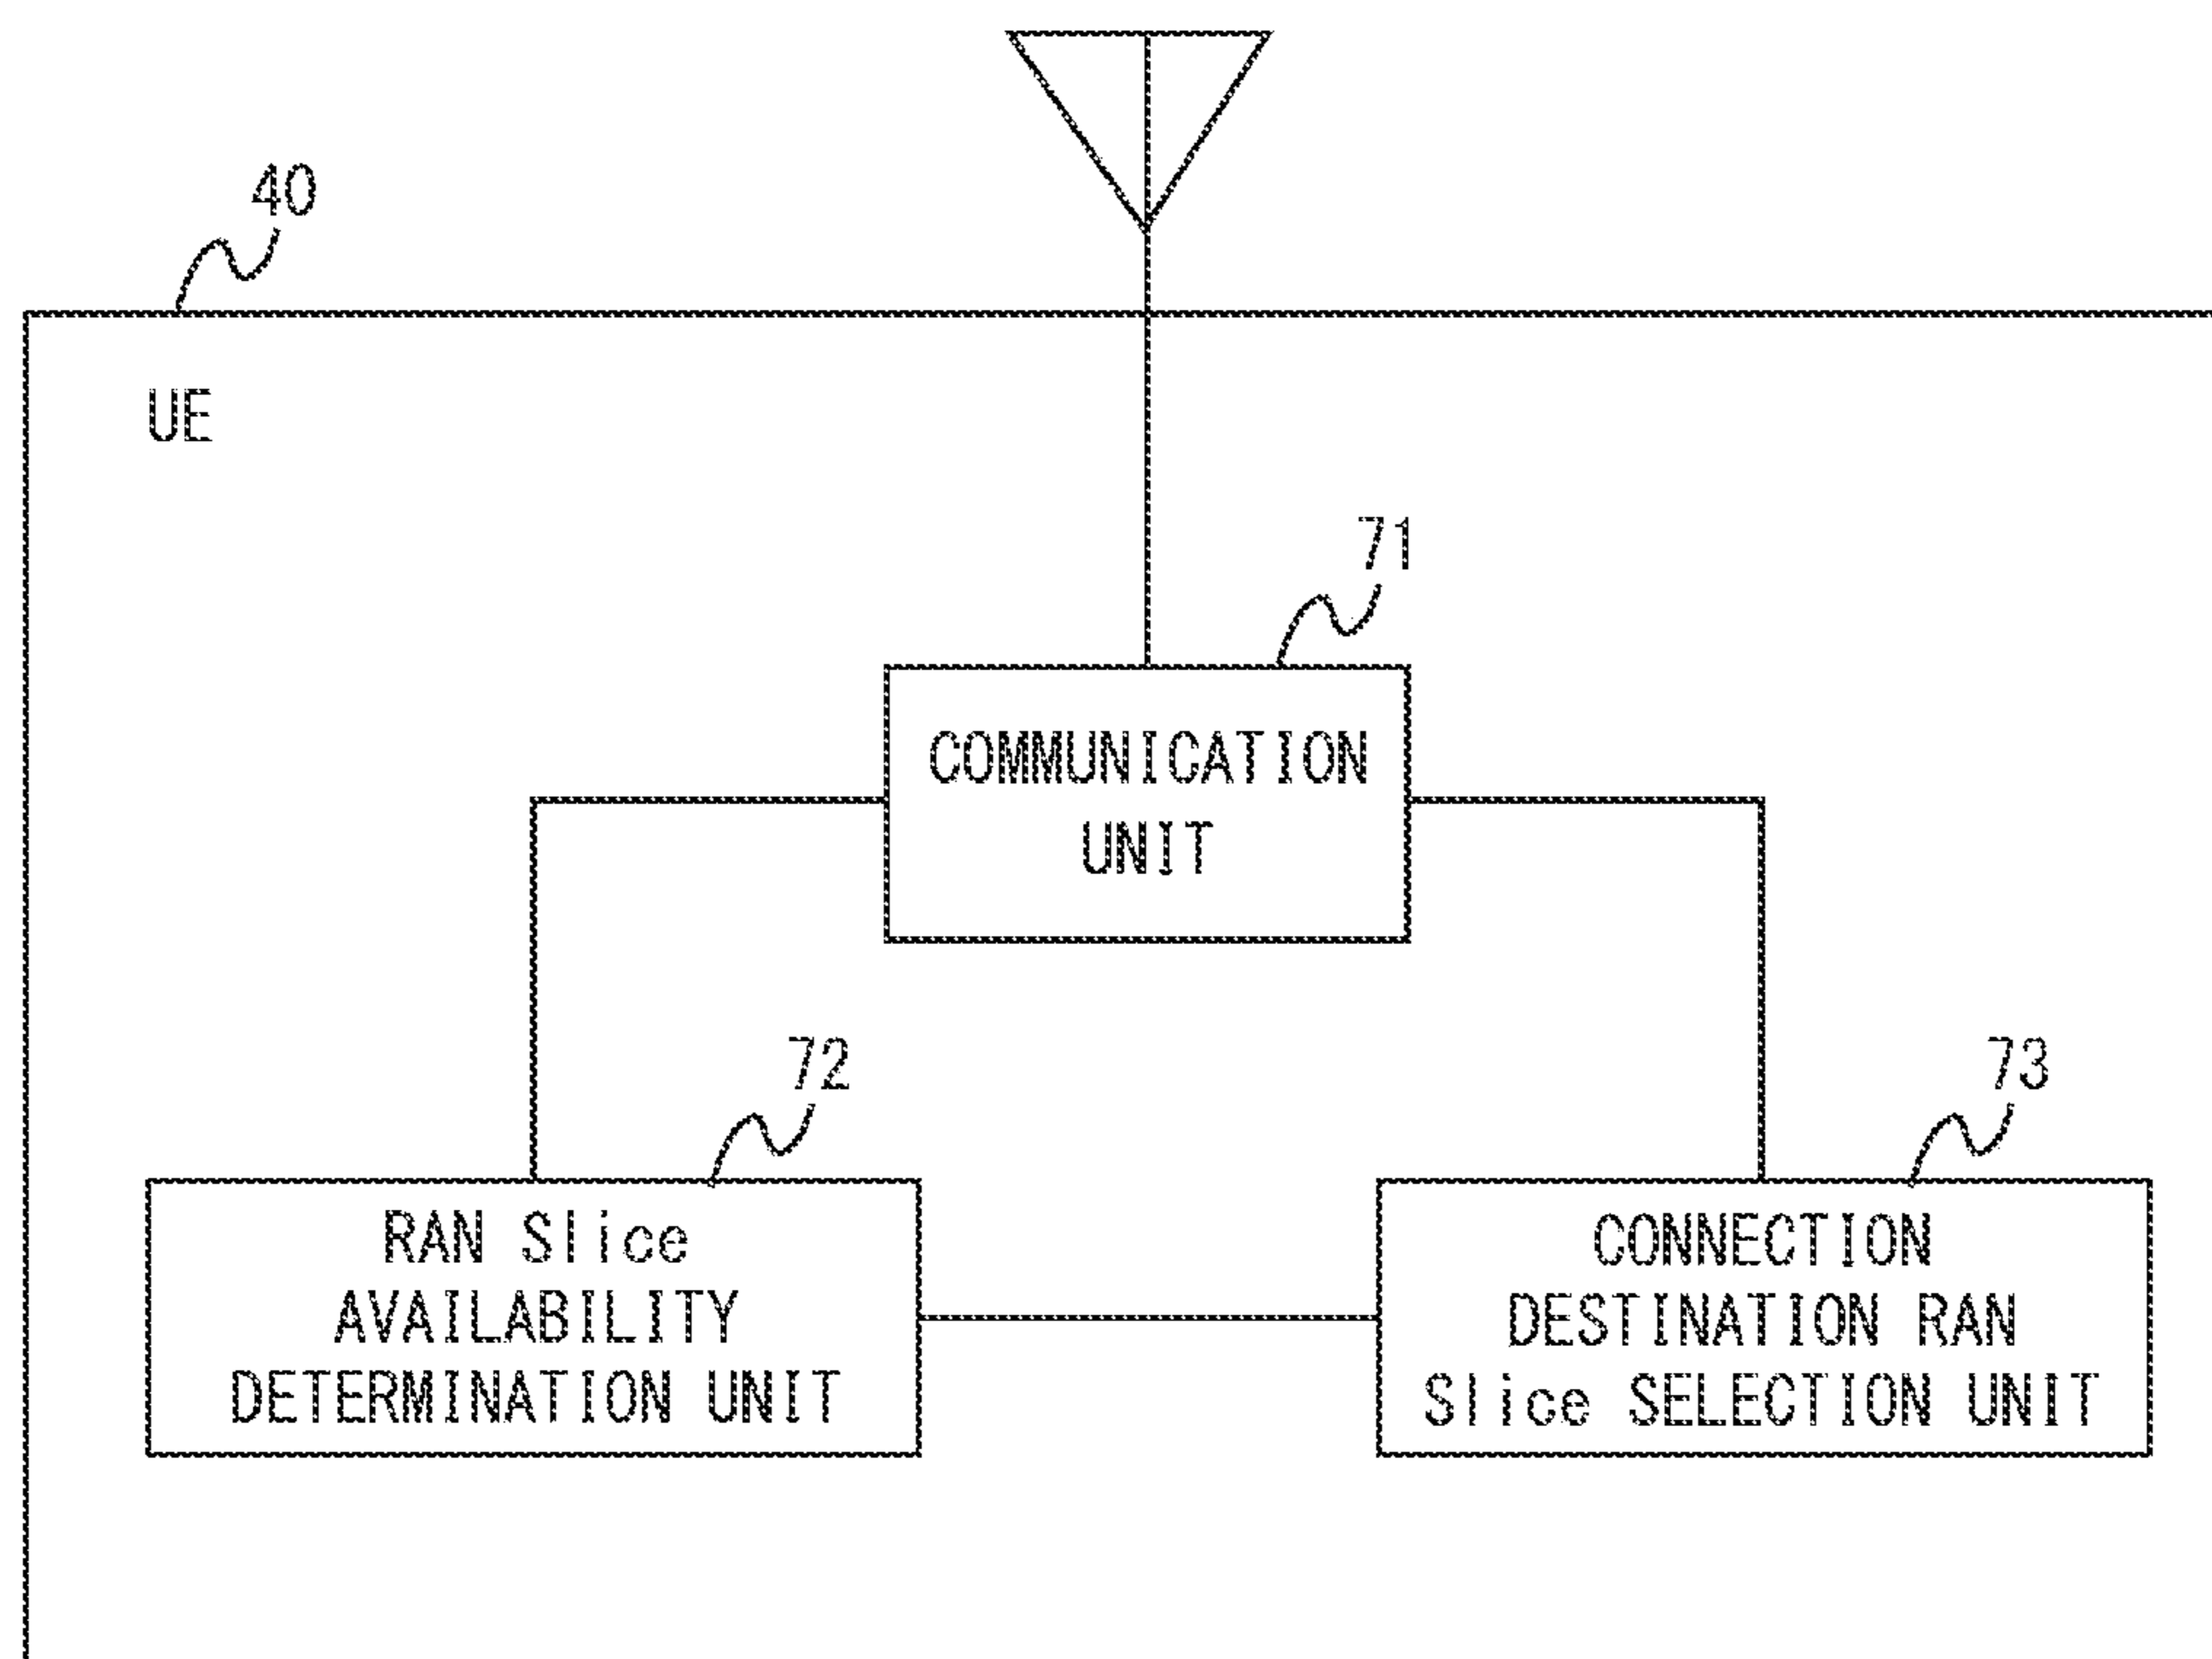 40
UE
71
COMMUNICATION
UNIT
72
73
RAN Slice
AVAILABILITY
DETERMINATION UNIT
CONNECTION
DESTINATION RAN
Slice SELECTION UNIT